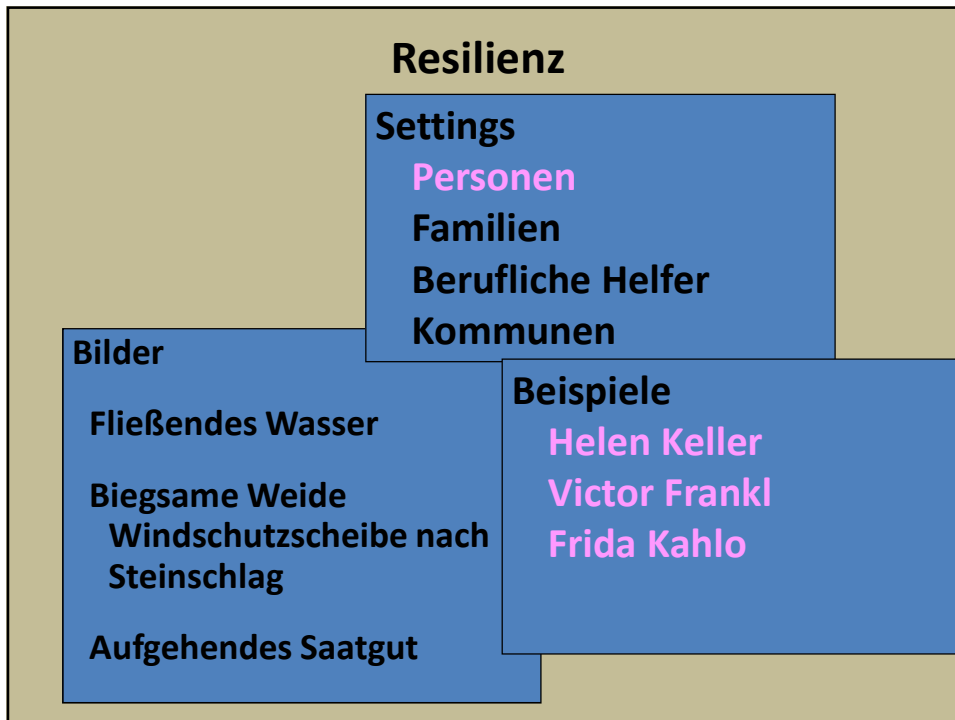 Resilienz
Settings
Personen
Familien
Berufliche Helfer
Kommunen
Bilder
Fließendes Wasser
Biegsame Weide
Windschutzscheibe nach
Steinschlag
Aufgehendes Saatgut
Beispiele
Helen Keller
Victor Frankl
Frida Kahlo